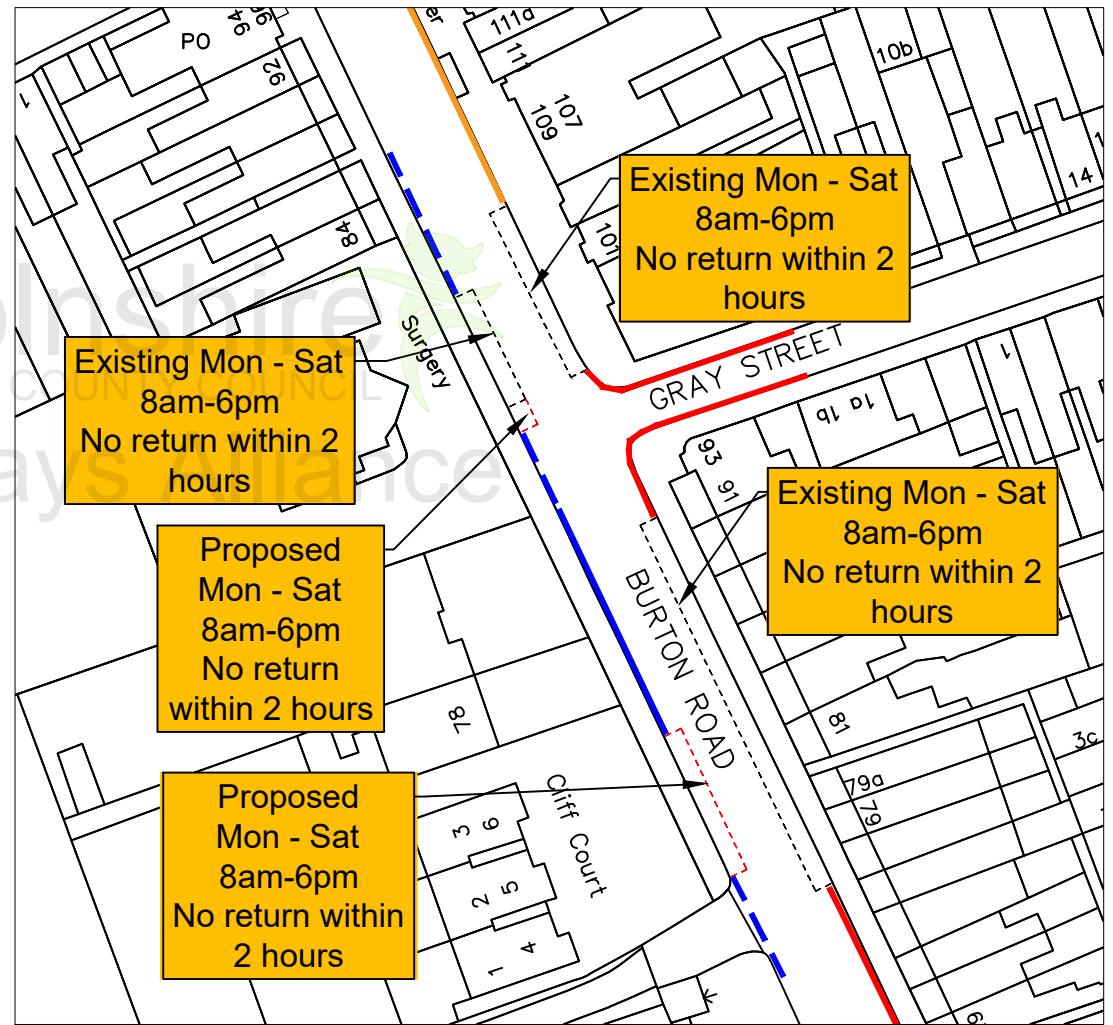 94
96
PO
92
84
1
er
111a
111
109
107
101
10b
14
Existing Mon - Sat
8am-6pm
No return within 2
hours
Surgery
GRAY STREET
1
1a 1b
93
91
Existing Mon - Sat
8am-6pm
No return within 2
hours
Existing Mon - Sat
8am-6pm
No return within 2
hours
COUNTY COUNCIL
Alliance
Proposed
Mon - Sat
8am-6pm
No return
within 2 hours
BURTON ROAD
78
81
79a
79
3c
Proposed
Mon - Sat
8am-6pm
No return within
2 hours
Cliff Court
3
6
2
5
1
4